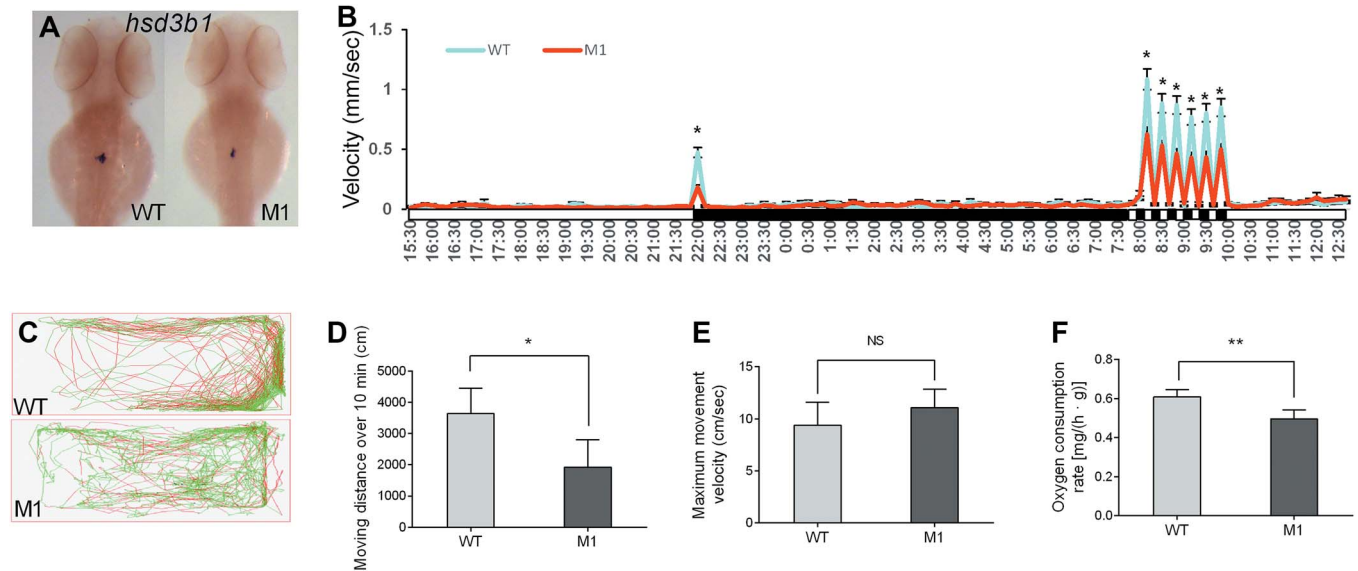 A
hsd3b1
WT
M1
B
Velocity (mm/sec)
1.5
1
0.5
0
WT
M1
*
*
*
*
*
*
*
15:30 16:00 16:30 17:00 17:30 18:00 18:30 19:00 19:30 20:00 20:30 21:00 21:30 22:00 22:30 23:00 23:30 0:00 0:30 1:00 1:30 2:00 2:30 3:00 3:30 4:00 4:30 5:00 5:30 6:00 6:30 7:00 7:30 8:00 8:30 9:00 9:30 10:00 10:30 11:00 11:30 12:00 12:30
C
WT
M1
D
Moving distance over 10 min (cm)
5000
4000
3000
2000
1000
0
*
WT
M1
E
Maximum movement
velocity (cm/sec)
15
10
5
0
NS
WT
M1
F
Oxygen consumption
rate [mg/(h · g)]
0.8
0.6
0.4
0.2
0.0
**
WT
M1